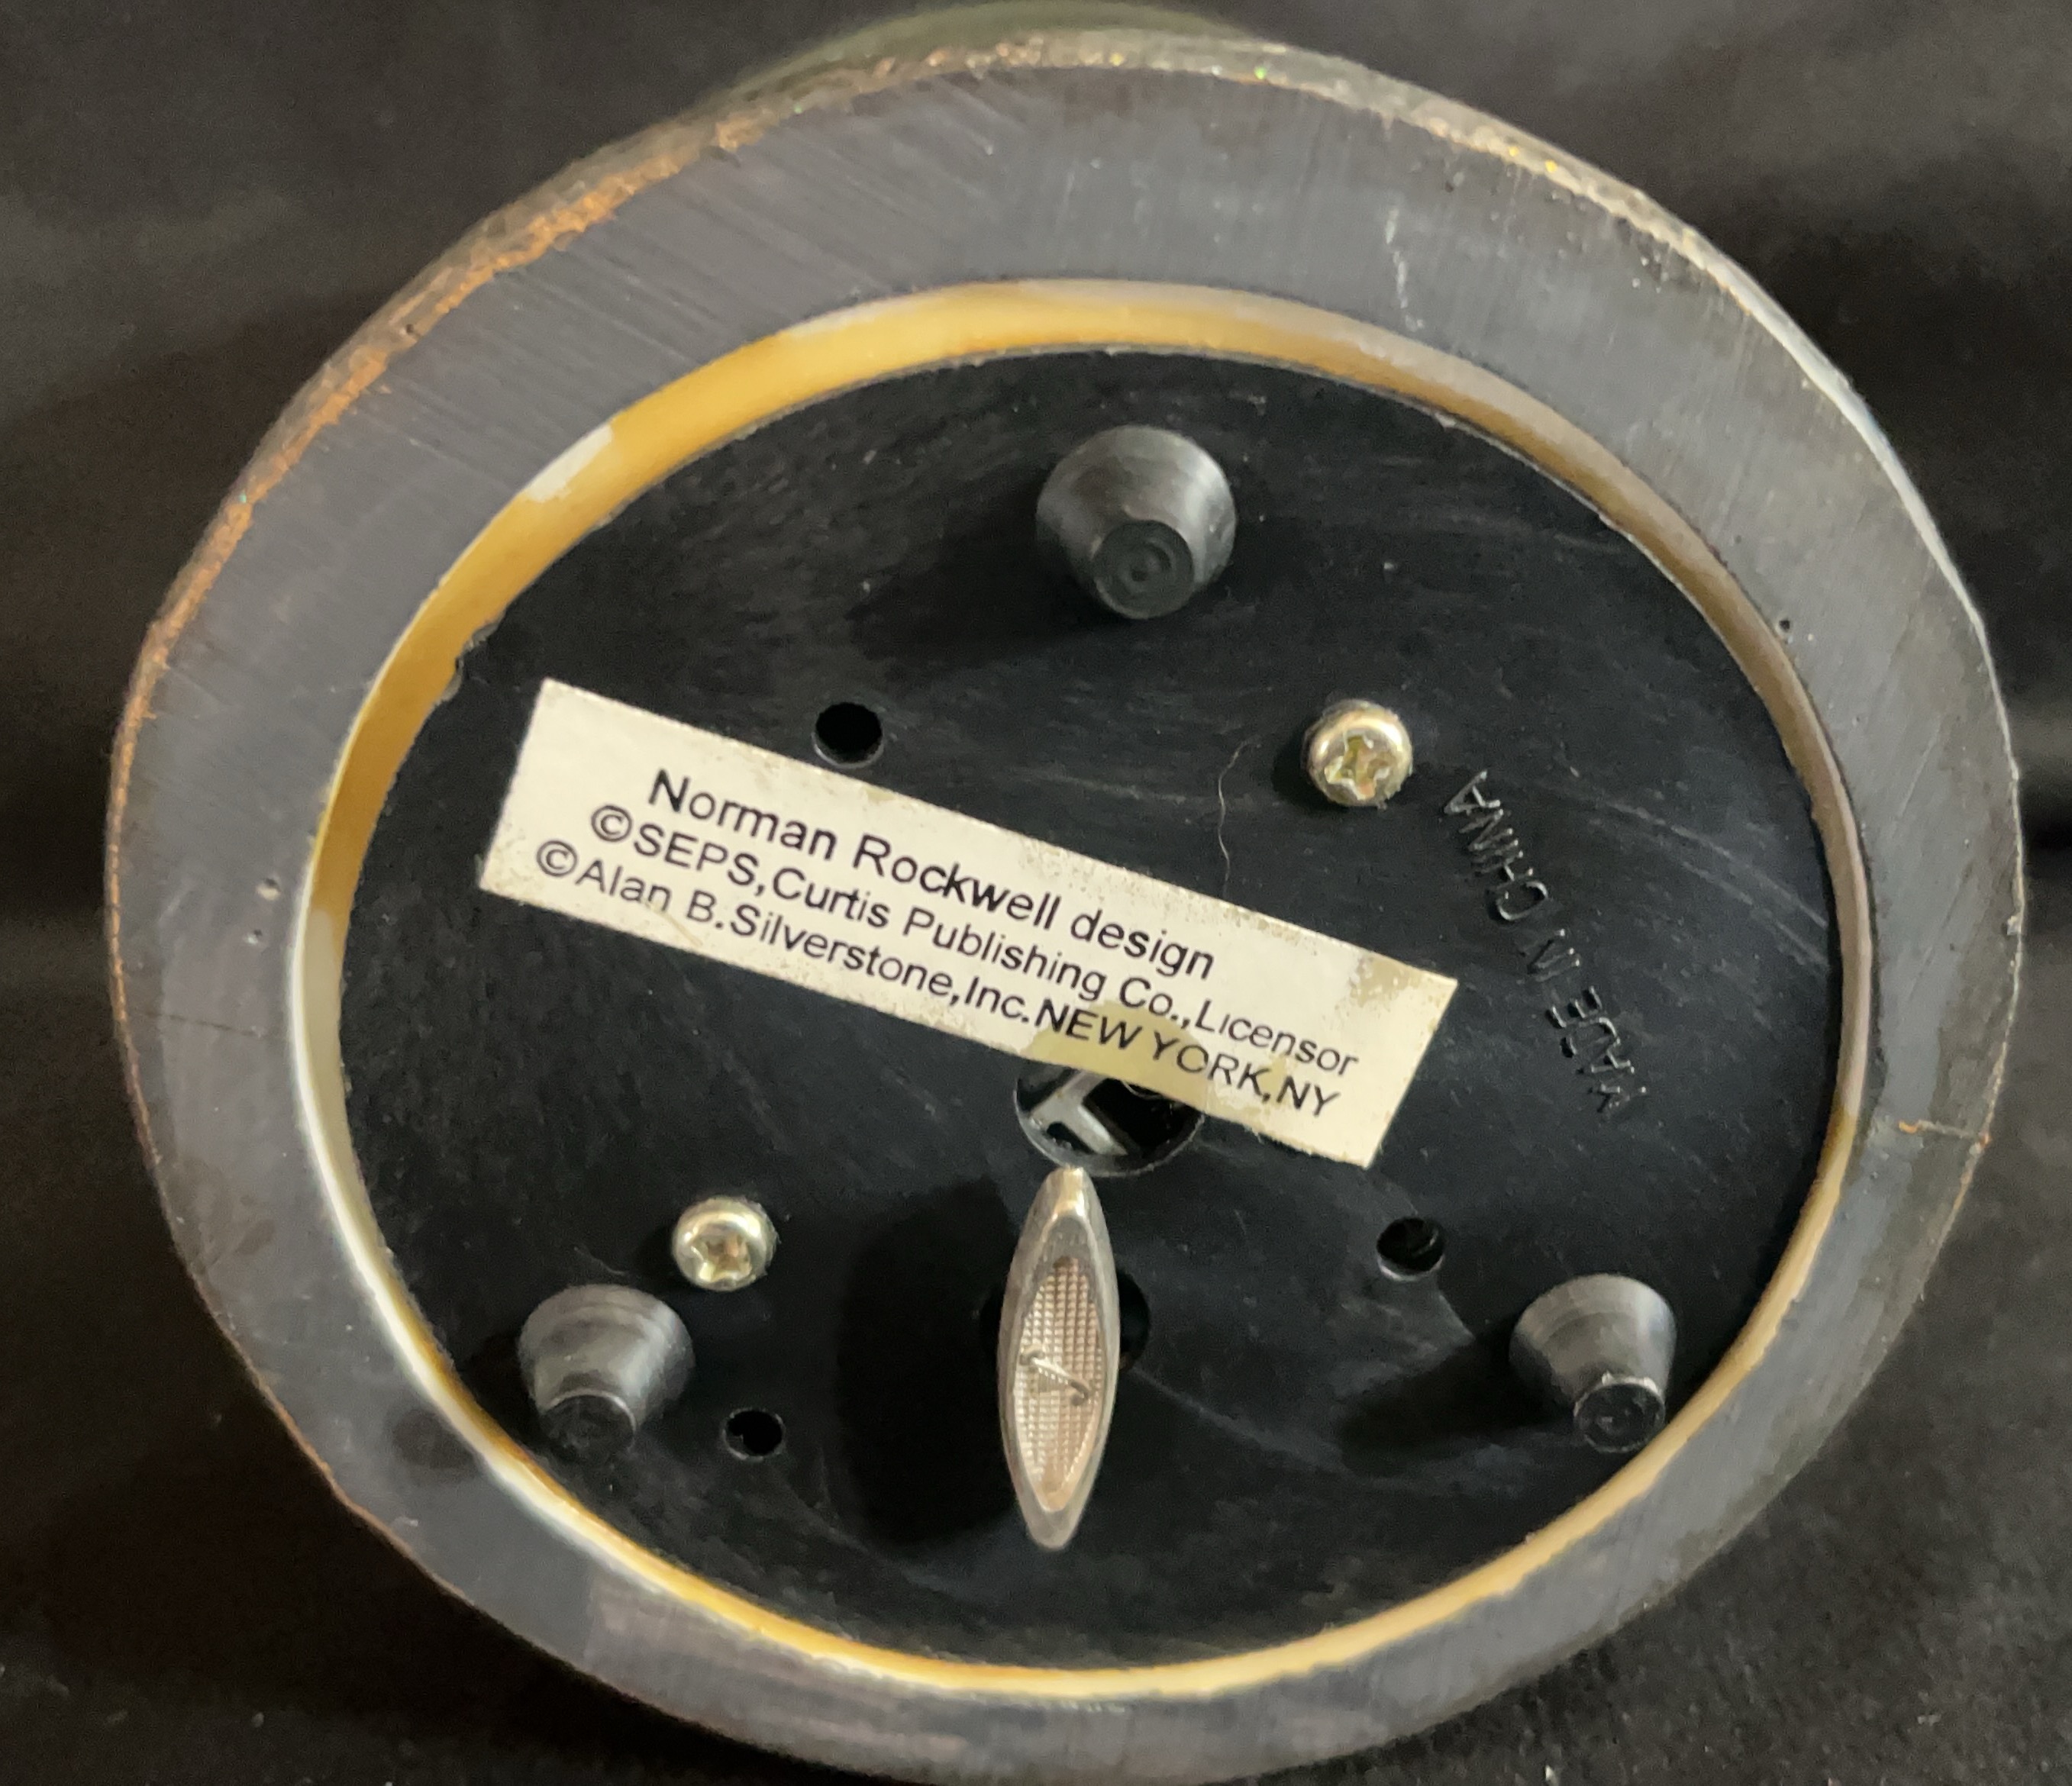 Norman Rockwell design
©SEPS,Curtis Publishing Co.,Licensor
©Alan B.Silverstone,Inc.NEW YORK,NY
MADE IN CHINA